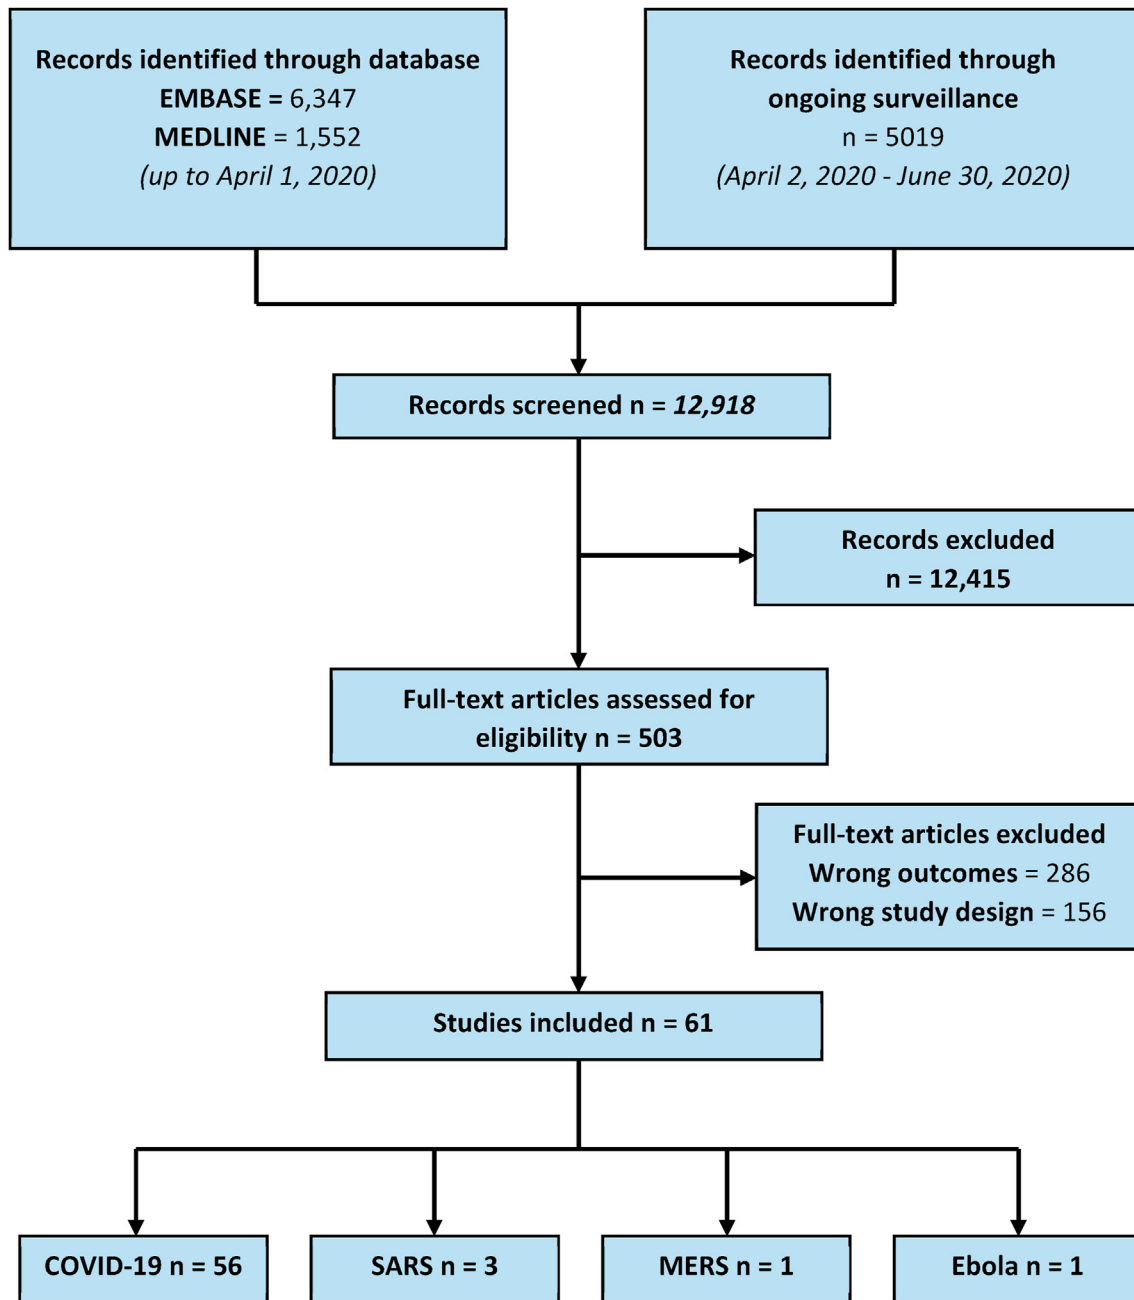 Records identified through database
EMBASE = 6,347
MEDLINE = 1,552
(up to April 1, 2020)
Records identified through
ongoing surveillance
n = 5019
(April 2, 2020 - June 30, 2020)
Records screened n = 12,918
Records excluded
n = 12,415
Full-text articles assessed for
eligibility n = 503
Full-text articles excluded
Wrong outcomes = 286
Wrong study design = 156
Studies included n = 61
COVID-19 n = 56
SARS n = 3
MERS n = 1
Ebola n = 1